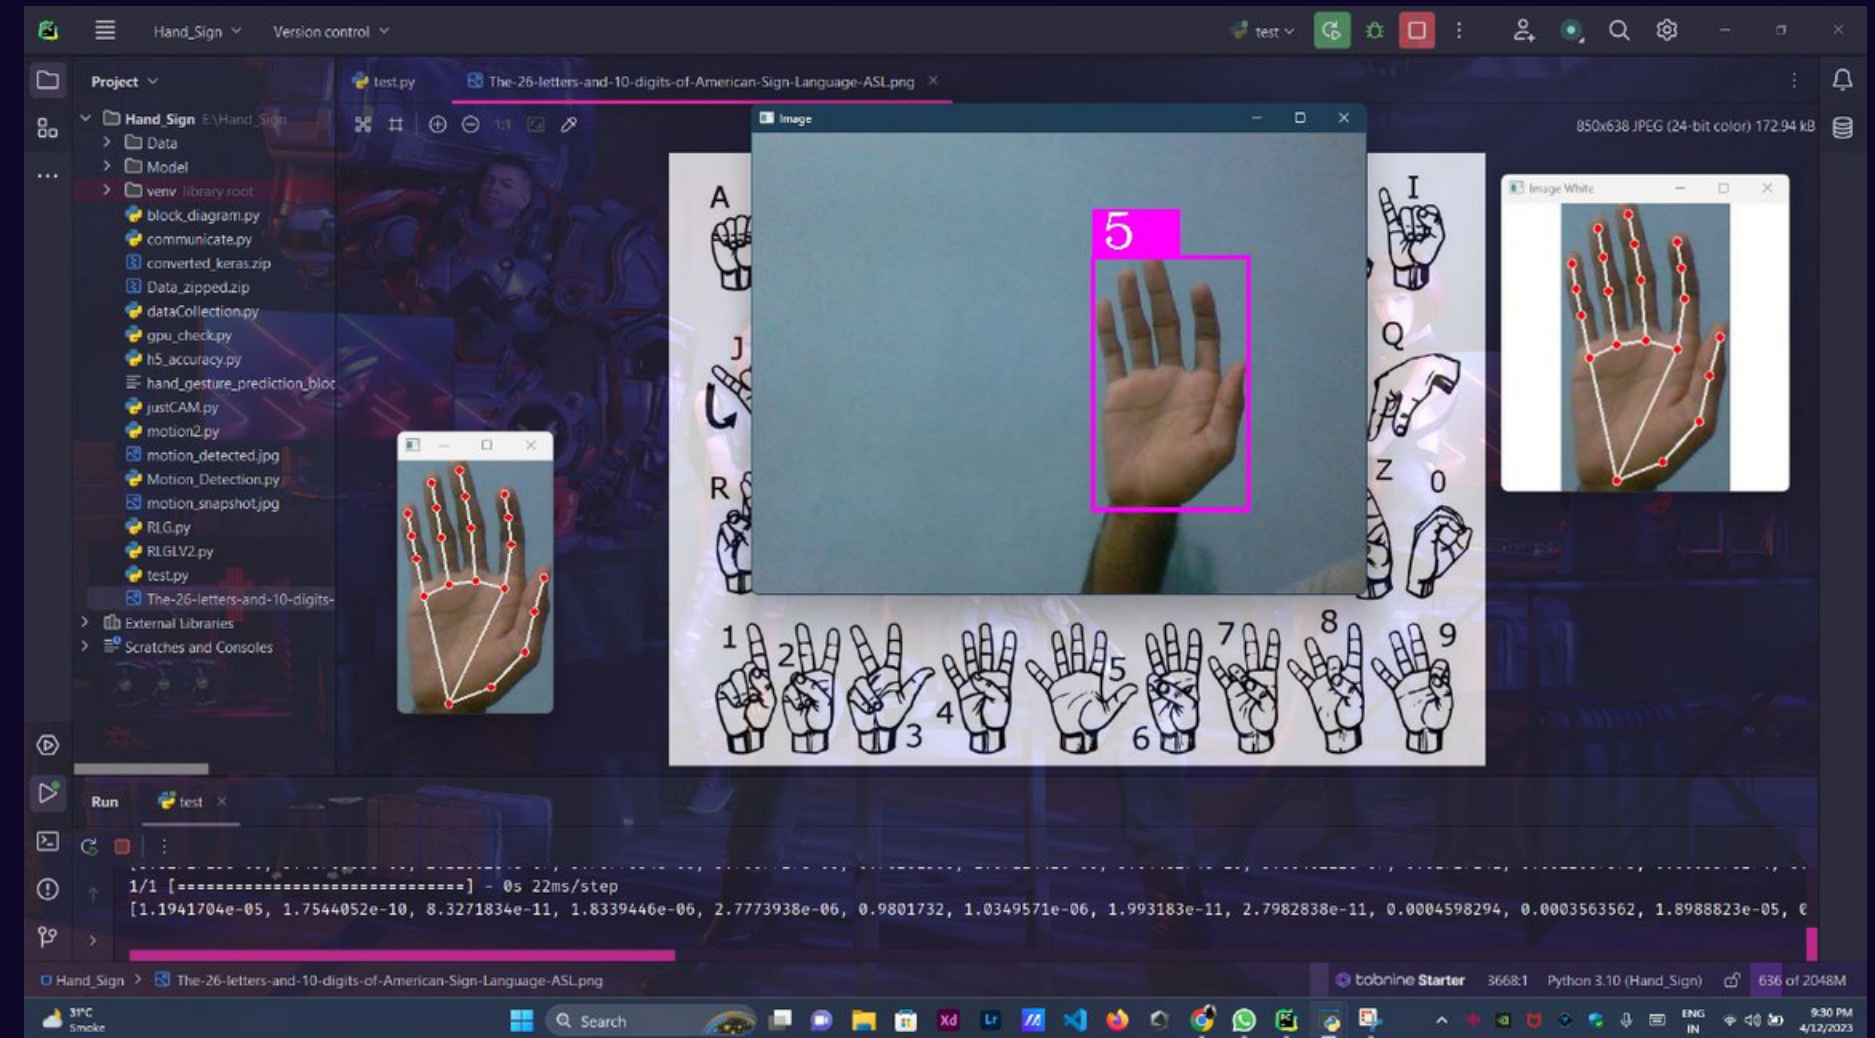 Hand_Sign
Version control
test
Project
test.py
The-26-letters-and-10-digits-of-American-Sign-Language-ASL.png
Hand_Sign E:\Hand_Sign
Data
Model
venv library root
block_diagram.py
communicate.py
converted_keras.zip
Data_zipped.zip
dataCollection.py
gpu_check.py
h5_accuracy.py
hand_gesture_prediction_bloc
justCAM.py
motion2.py
motion_detected.jpg
Motion_Detection.py
motion_snapshot.jpg
RLG.py
RLGLV2.py
test.py
The-26-letters-and-10-digits-
External Libraries
Scratches and Consoles
1:1
850x638 JPEG (24-bit color) 172.94 kB
Image
5
Image White
A
I
J
Q
R
Z
0
1
2
3
4
5
6
7
8
9
Run
test
1/1 [==============================] - 0s 22ms/step
[1.1941704e-05, 1.7544052e-10, 8.3271834e-11, 1.8339446e-06, 2.7773938e-06, 0.9801732, 1.0349571e-06, 1.993183e-11, 2.7982838e-11, 0.0004598294, 0.0003563562, 1.8988823e-05,
Hand_Sign > The-26-letters-and-10-digits-of-American-Sign-Language-ASL.png
tabnine Starter
3668:1
Python 3.10 (Hand_Sign)
636 of 2048M
31°C
Smoke
Search
Xd
Lr
ENG
IN
9:30 PM
4/12/2023